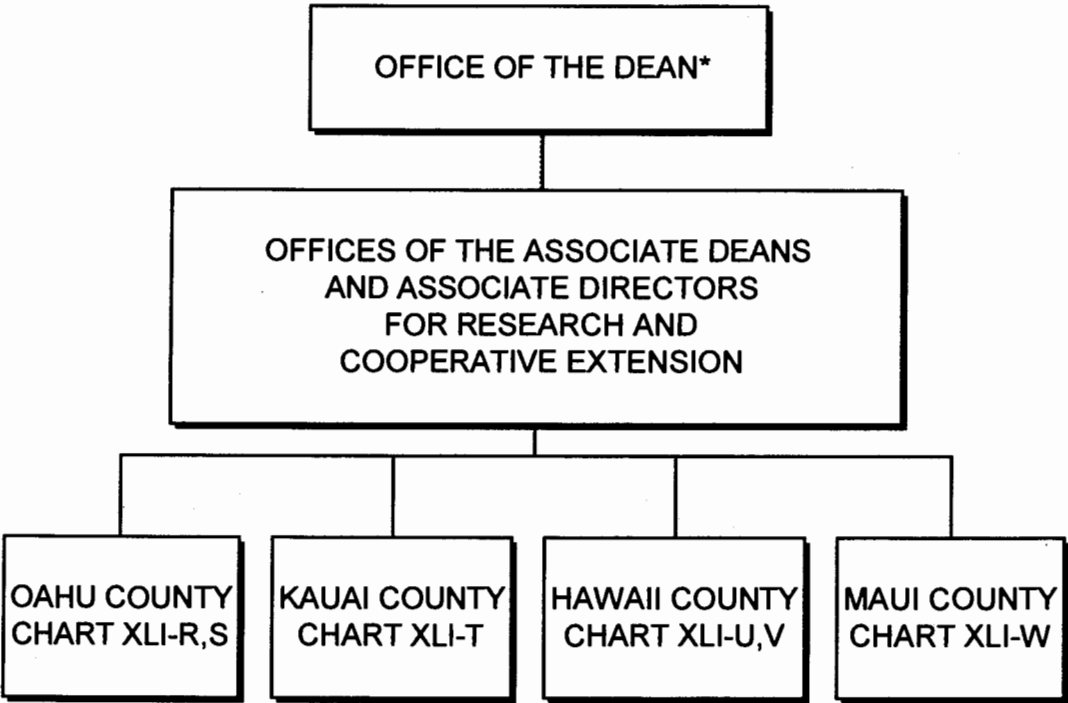 OFFICE OF THE DEAN*
OFFICES OF THE ASSOCIATE DEANS
AND ASSOCIATE DIRECTORS
FOR RESEARCH AND
COOPERATIVE EXTENSION
OAHU COUNTY
CHART XLI-R,S
KAUAI COUNTY
CHART XLI-T
HAWAII COUNTY
CHART XLI-U,V
MAUI COUNTY
CHART XLI-W